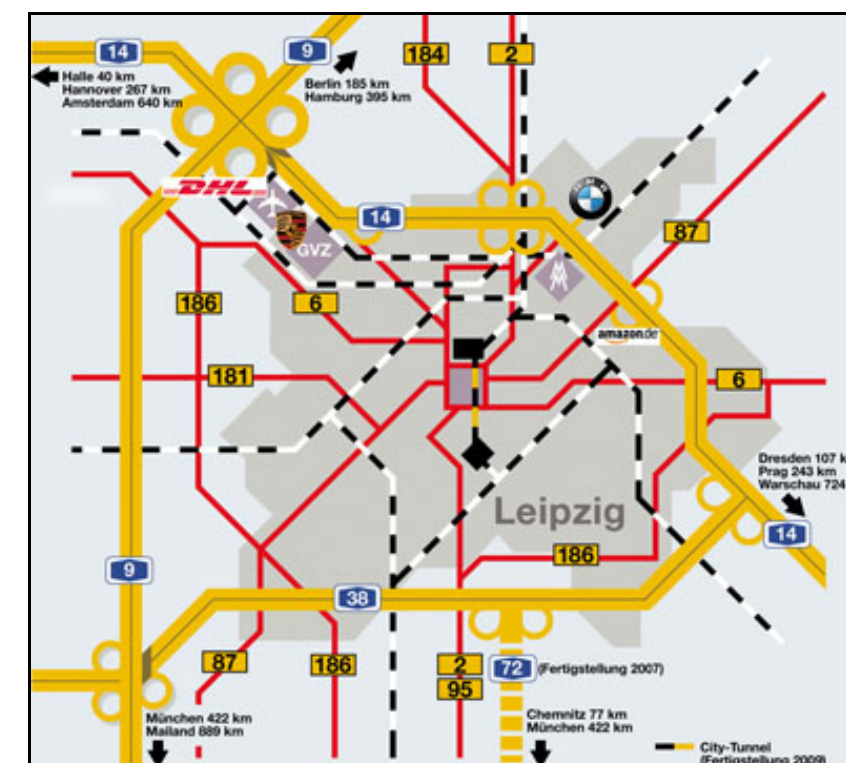 14
9
184
2
Halle 40 km
Hannover 267 km
Amsterdam 640 km
Berlin 185 km
Hamburg 395 km
DHL
14
87
GVZ
186
6
amazon.de
181
6
Dresden 107 k
Prag 243 km
Warschau 724
Leipzig
14
186
9
38
87
186
2
72 (Fertigstellung 2007)
95
München 422 km
Mailand 889 km
Chemnitz 77 km
München 422 km
City-Tunnel
(Fertigstellung 2009)